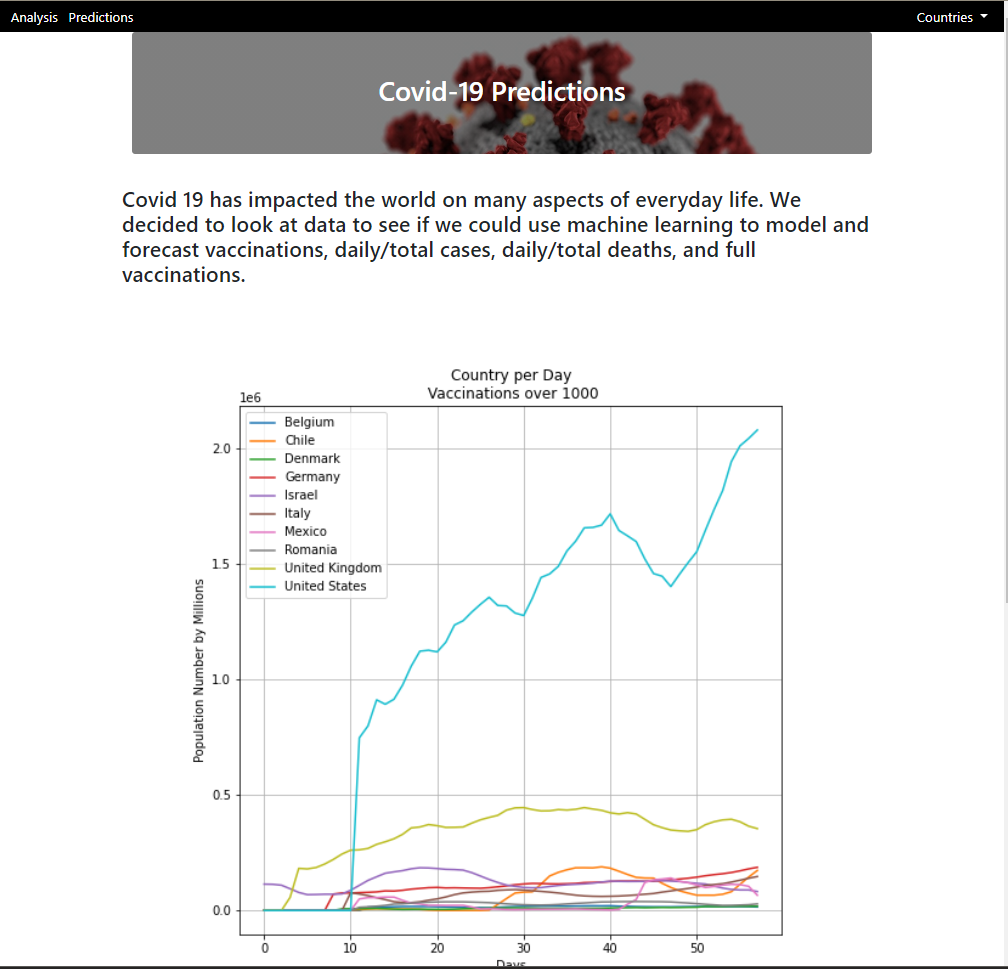 Analysis Predictions Countries
Covid-19 Predictions
Covid 19 has impacted the world on many aspects of everyday life. We
decided to look at data to see if we could use machine learning to model and
forecast vaccinations, daily/total cases, daily/total deaths, and full
vaccinations.
Country per Day
Vaccinations over 1000
1e6
Belgium
Chile
Denmark
Germany
Israel
Italy
Mexico
Romania
United Kingdom
United States
Population Number by Millions
2.0
1.5
1.0
0.5
0.0
0 10 20 30 40 50
Days